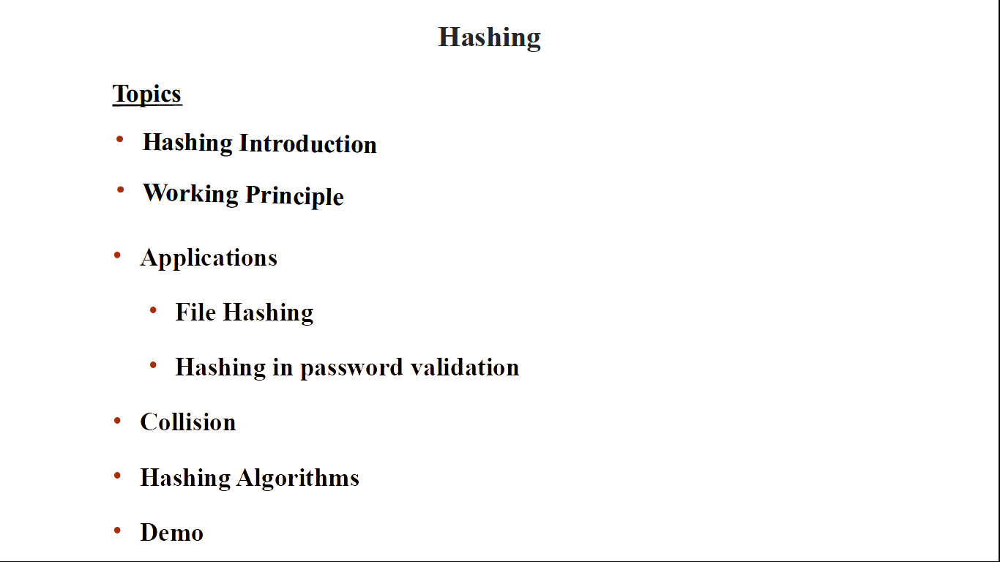 Hashing
Topics
• Hashing Introduction
• Working Principle
• Applications
• File Hashing
• Hashing in password validation
• Collision
• Hashing Algorithms
• Demo